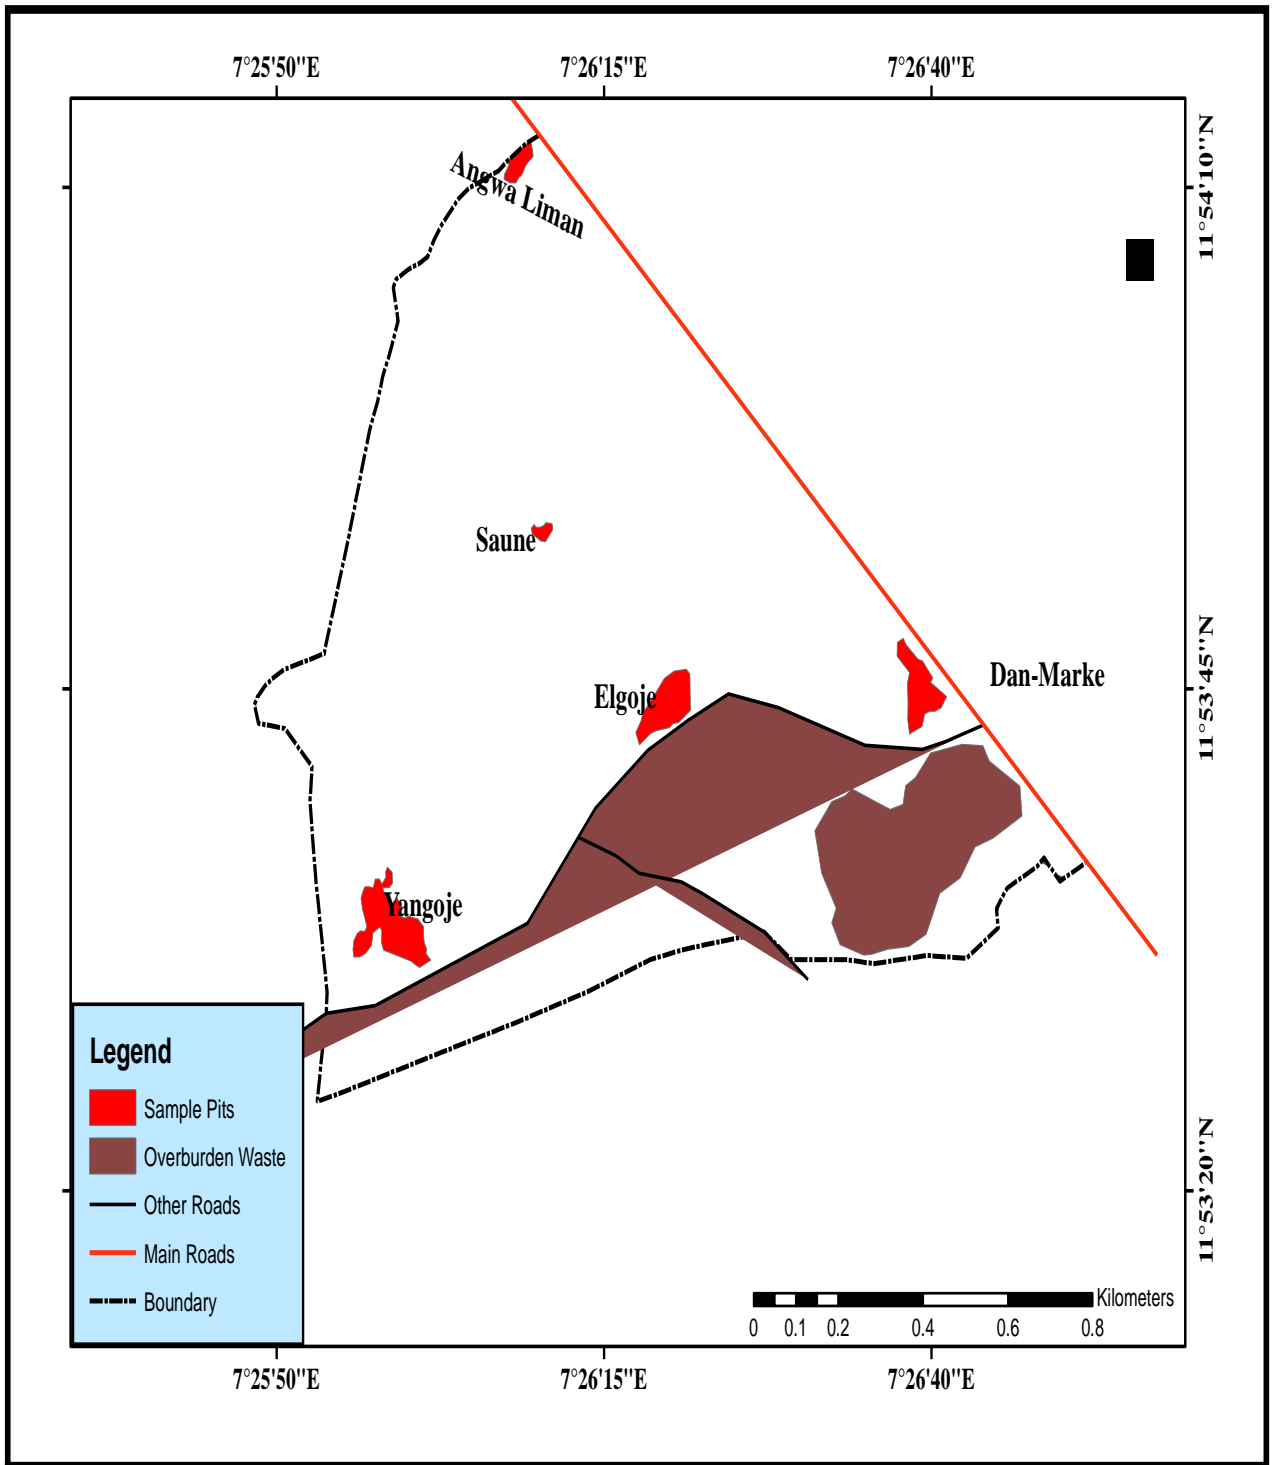 7°25'50"E 7°26'15"E 7°26'40"E
11°54'10"N
Angwa Liman
Saune
11°53'45"N
Dan-Marke
Elgoje
Yangoje
Legend
Sample Pits
Overburden Waste
Other Roads
Main Roads
Boundary
11°53'20"N
Kilometers
0 0.1 0.2 0.4 0.6 0.8
7°25'50"E 7°26'15"E 7°26'40"E